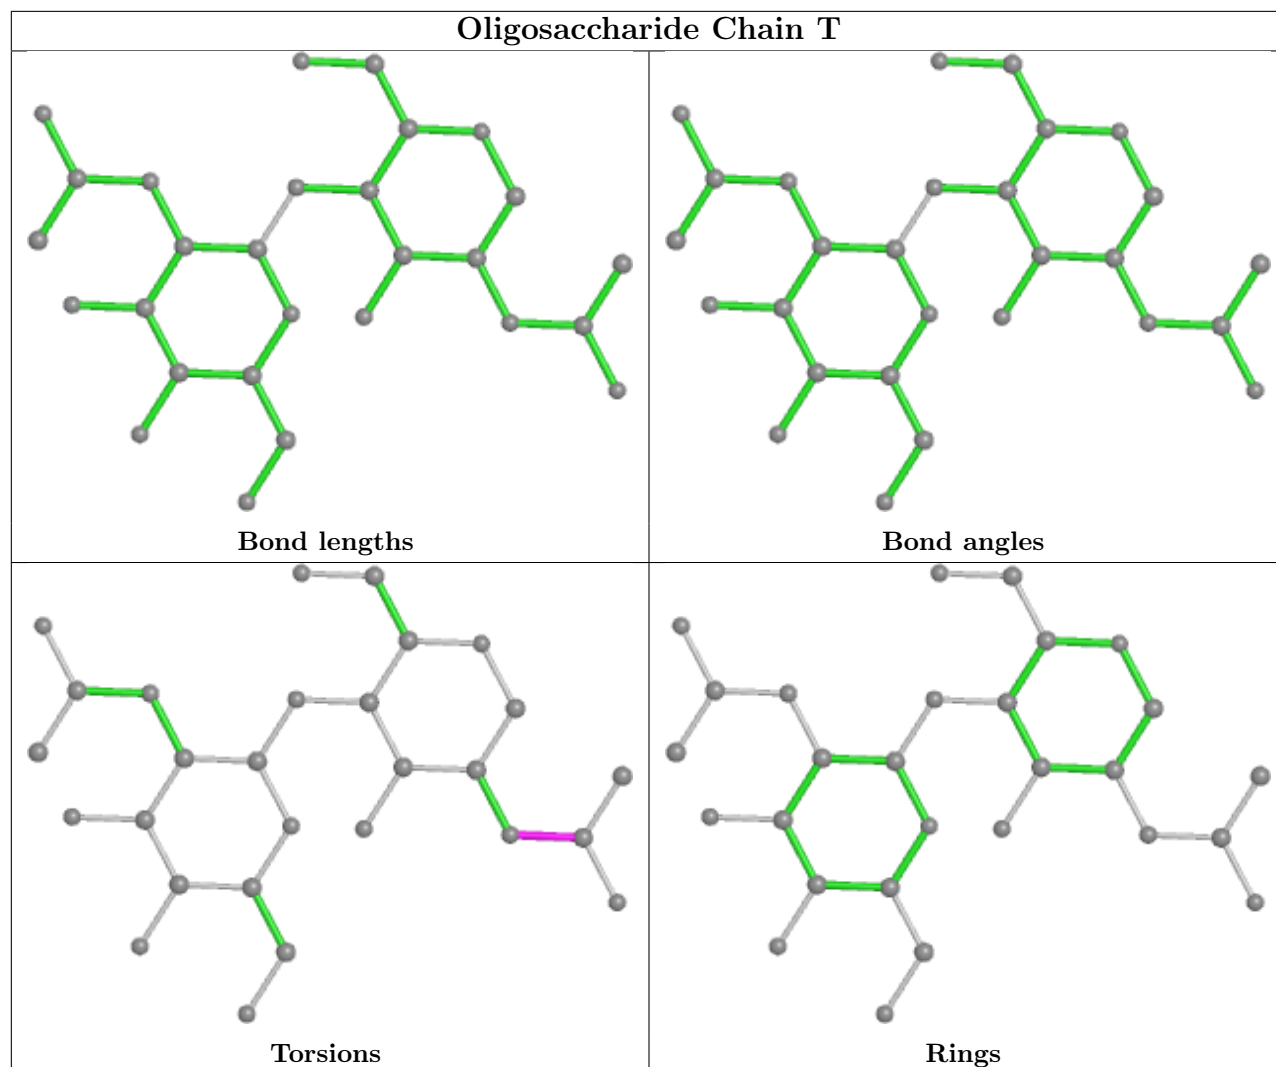 Oligosaccharide Chain T
Bond lengths
Bond angles
Torsions
Rings